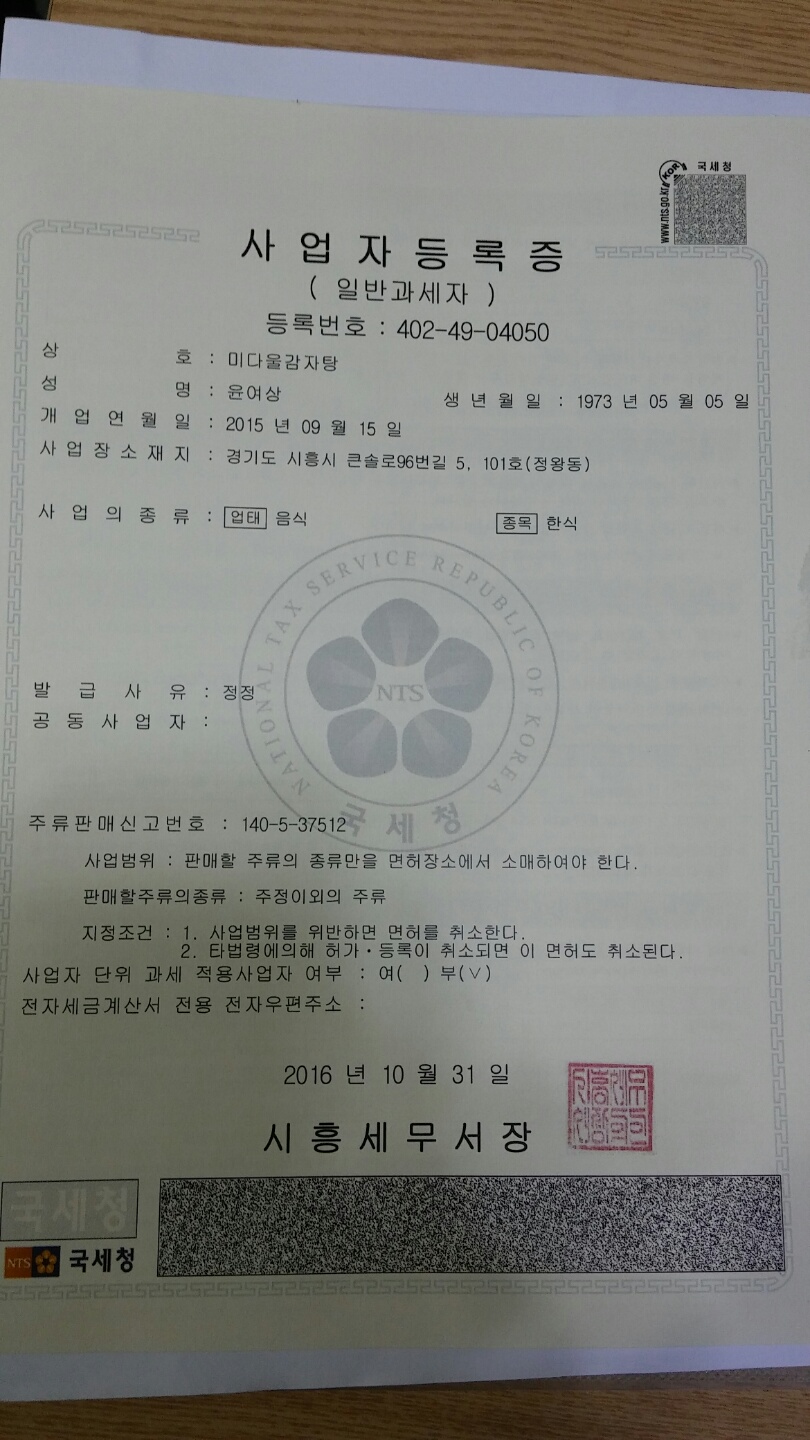 국세청
KOR
www.nts.go.kr
사업자등록증
( 일반과세자 )
등록번호 : 402-49-04050
상 호 : 미다울감자탕
성 명 : 윤여상 생년월일 : 1973 년 05 월 05 일
개업연월일 : 2015 년 09 월 15 일
사업장소재지 : 경기도 시흥시 큰솔로96번길 5, 101호(정왕동)
사업의종류 : 업태 음식 종목 한식
NATIONAL TAX SERVICE REPUBLIC OF KOREA
NTS
국세청
발급사유 : 정정
공동사업자 :
주류판매신고번호 : 140-5-37512
사업범위 : 판매할 주류의 종류만을 면허장소에서 소매하여야 한다.
판매할주류의종류 : 주정이외의 주류
지정조건 : 1. 사업범위를 위반하면 면허를 취소한다.
2. 타법령에의해 허가·등록이 취소되면 이 면허도 취소된다.
사업자 단위 과세 적용사업자 여부 : 여( ) 부(∨)
전자세금계산서 전용 전자우편주소 :
2016 년 10 월 31 일
시흥세무서장
국세청
NTS 국세청